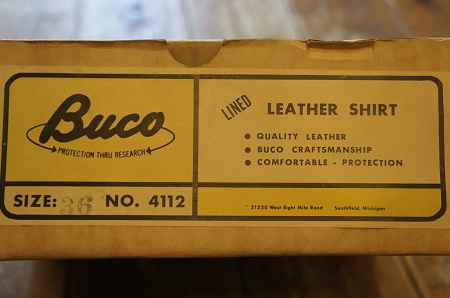 Buco
PROTECTION THRU RESEARCH
SIZE: 36 NO. 4112
LINED LEATHER SHIRT
• QUALITY LEATHER
• BUCO CRAFTSMANSHIP
• COMFORTABLE - PROTECTION
21220 West Eight Mile Road Southfield, Michigan